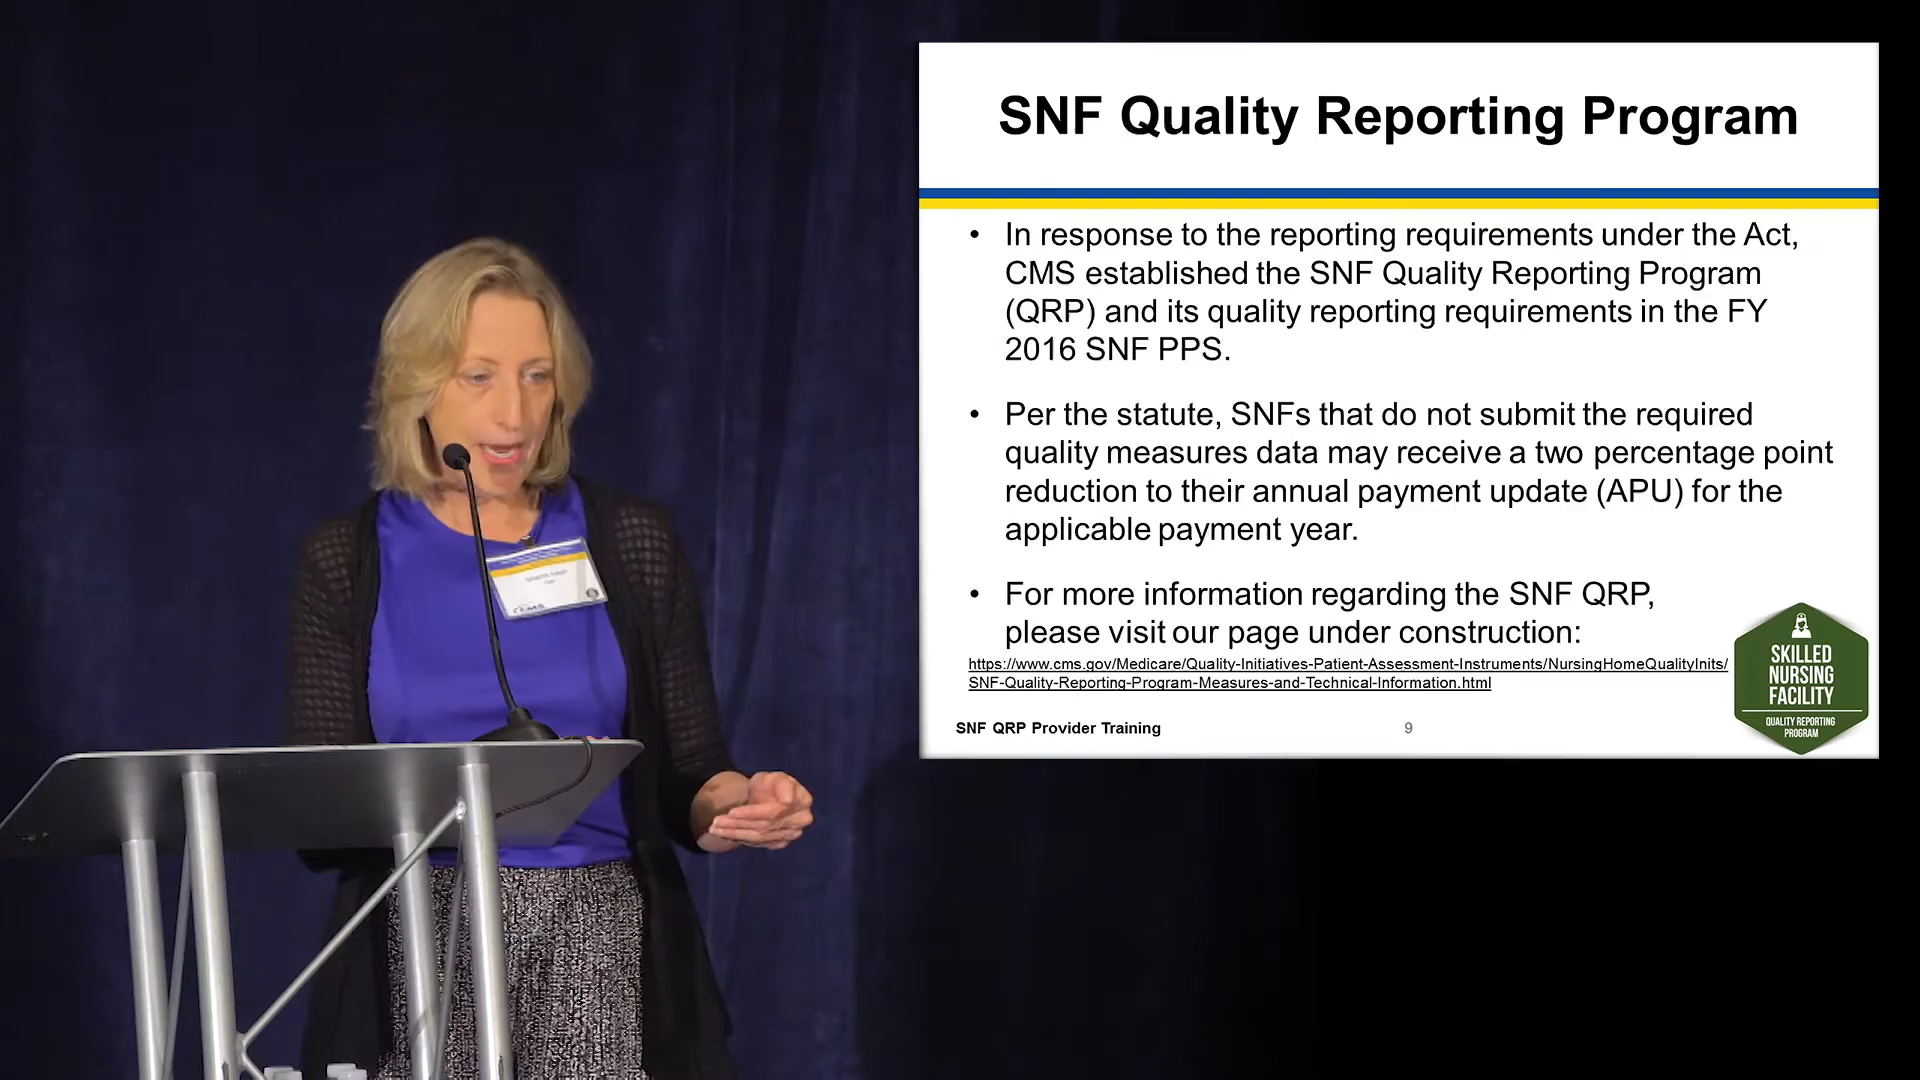 SNF Quality Reporting Program
• In response to the reporting requirements under the Act,
CMS established the SNF Quality Reporting Program
(QRP) and its quality reporting requirements in the FY
2016 SNF PPS.
• Per the statute, SNFs that do not submit the required
quality measures data may receive a two percentage point
reduction to their annual payment update (APU) for the
applicable payment year.
• For more information regarding the SNF QRP,
please visit our page under construction:
https://www.cms.gov/Medicare/Quality-Initiatives-Patient-Assessment-Instruments/NursingHomeQualityInits/
SNF-Quality-Reporting-Program-Measures-and-Technical-Information.html
SKILLED
NURSING
FACILITY
QUALITY REPORTING
PROGRAM
SNF QRP Provider Training
9
CMS